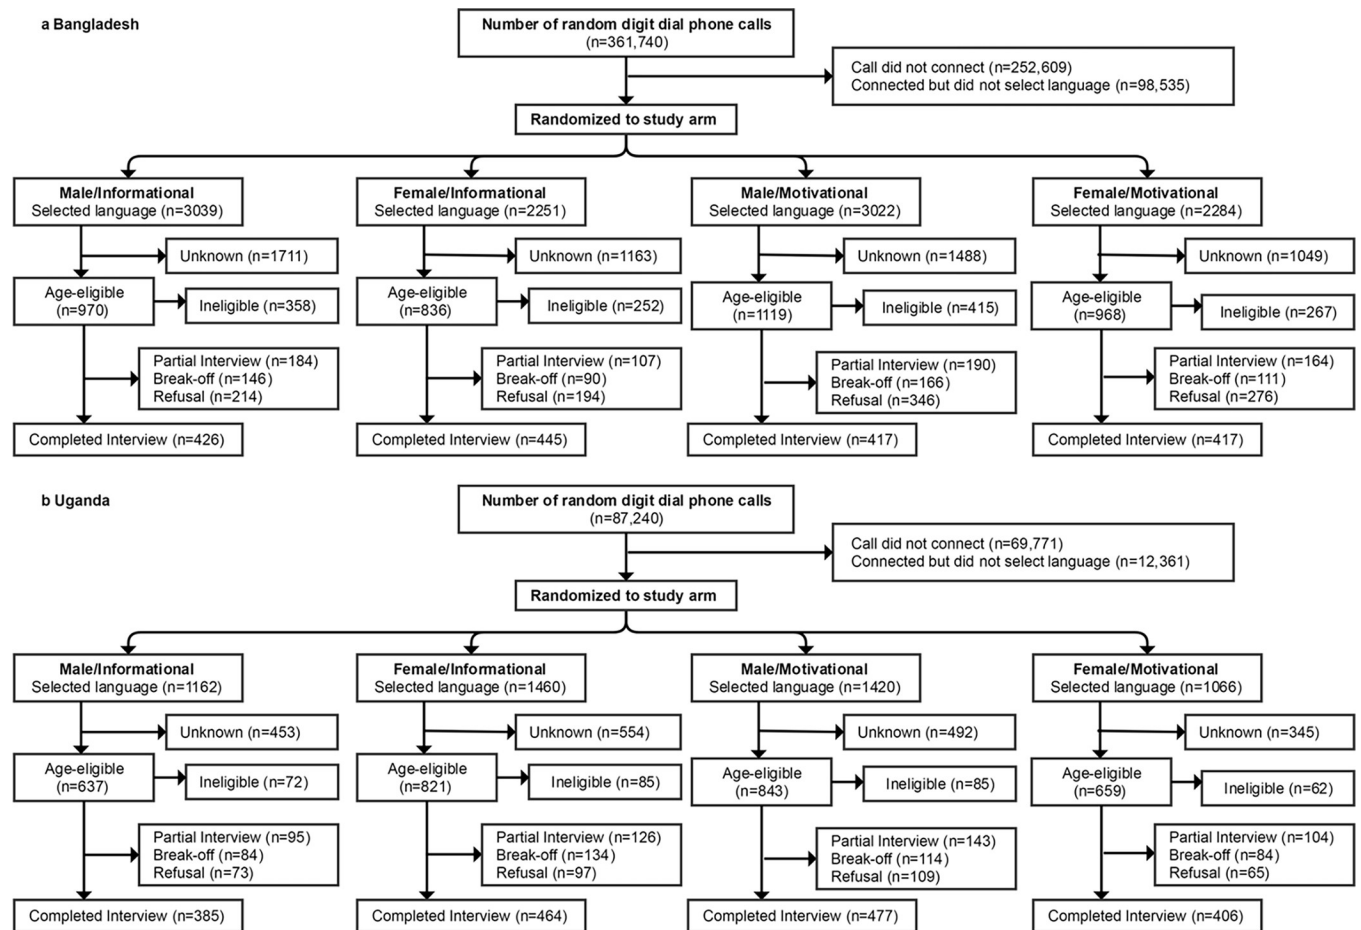 a Bangladesh
Number of random digit dial phone calls
(n=361,740)
Call did not connect (n=252,609)
Connected but did not select language (n=98,535)
Randomized to study arm
Male/Informational
Selected language (n=3039)
Female/Informational
Selected language (n=2251)
Male/Motivational
Selected language (n=3022)
Female/Motivational
Selected language (n=2284)
Unknown (n=1711)
Unknown (n=1163)
Unknown (n=1488)
Unknown (n=1049)
Age-eligible
(n=970)
Ineligible (n=358)
Age-eligible
(n=836)
Ineligible (n=252)
Age-eligible
(n=1119)
Ineligible (n=415)
Age-eligible
(n=968)
Ineligible (n=267)
Partial Interview (n=184)
Break-off (n=146)
Refusal (n=214)
Partial Interview (n=107)
Break-off (n=90)
Refusal (n=194)
Partial Interview (n=190)
Break-off (n=166)
Refusal (n=346)
Partial Interview (n=164)
Break-off (n=111)
Refusal (n=276)
Completed Interview (n=426)
Completed Interview (n=445)
Completed Interview (n=417)
Completed Interview (n=417)
b Uganda
Number of random digit dial phone calls
(n=87,240)
Call did not connect (n=69,771)
Connected but did not select language (n=12,361)
Randomized to study arm
Male/Informational
Selected language (n=1162)
Female/Informational
Selected language (n=1460)
Male/Motivational
Selected language (n=1420)
Female/Motivational
Selected language (n=1066)
Unknown (n=453)
Unknown (n=554)
Unknown (n=492)
Unknown (n=345)
Age-eligible
(n=637)
Ineligible (n=72)
Age-eligible
(n=821)
Ineligible (n=85)
Age-eligible
(n=843)
Ineligible (n=85)
Age-eligible
(n=659)
Ineligible (n=62)
Partial Interview (n=95)
Break-off (n=84)
Refusal (n=73)
Partial Interview (n=126)
Break-off (n=134)
Refusal (n=97)
Partial Interview (n=143)
Break-off (n=114)
Refusal (n=109)
Partial Interview (n=104)
Break-off (n=84)
Refusal (n=65)
Completed Interview (n=385)
Completed Interview (n=464)
Completed Interview (n=477)
Completed Interview (n=406)